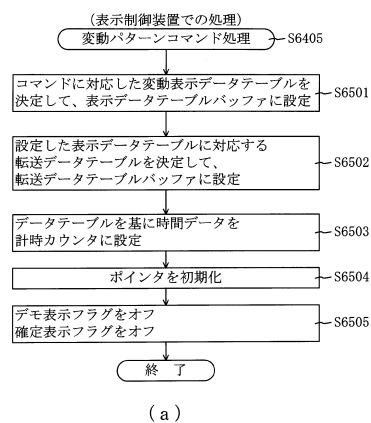 (表示制御装置での処理)
変動パターンコマンド処理
S6405
コマンドに対応した変動表示データテーブルを
決定して、表示データテーブルバッファに設定
S6501
設定した表示データテーブルに対応する
転送データテーブルを決定して、
転送データテーブルバッファに設定
S6502
データテーブルを基に時間データを
計時カウンタに設定
S6503
ポインタを初期化
S6504
デモ表示フラグをオフ
確定表示フラグをオフ
S6505
終 了
(a)